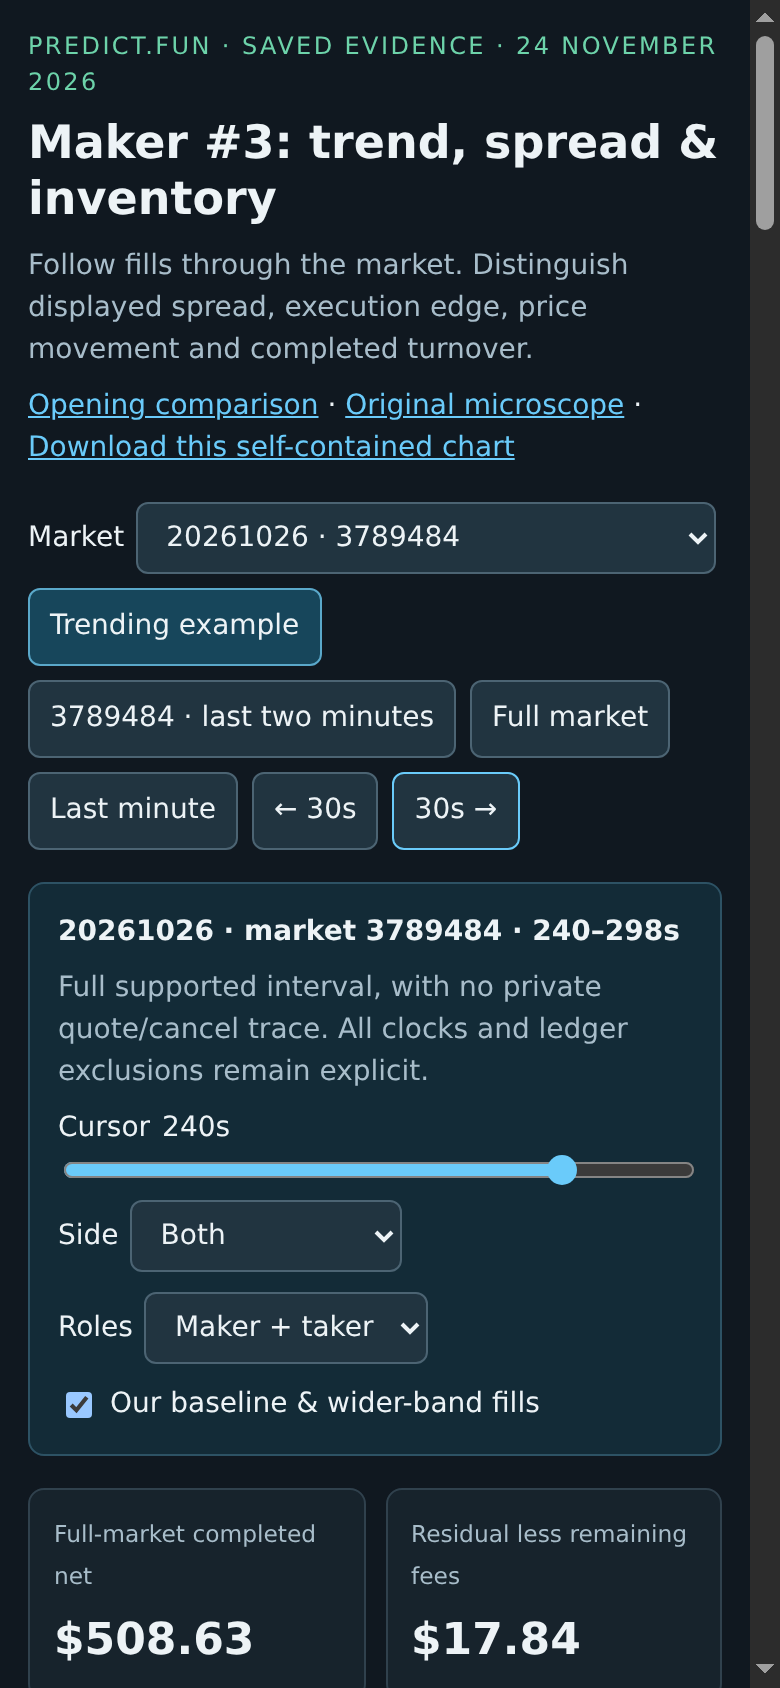 PREDICT.FUN · SAVED EVIDENCE · 24 NOVEMBER
2026
Maker #3: trend, spread &
inventory
Follow fills through the market. Distinguish
displayed spread, execution edge, price
movement and completed turnover.
Opening comparison · Original microscope ·
Download this self-contained chart
Market 20261026 · 3789484
Trending example
3789484 · last two minutes Full market
Last minute ← 30s 30s →
20261026 · market 3789484 · 240–298s
Full supported interval, with no private
quote/cancel trace. All clocks and ledger
exclusions remain explicit.
Cursor 240s
Side Both
Roles Maker + taker
Our baseline & wider-band fills
Full-market completed
net
$508.63
Residual less remaining
fees
$17.84